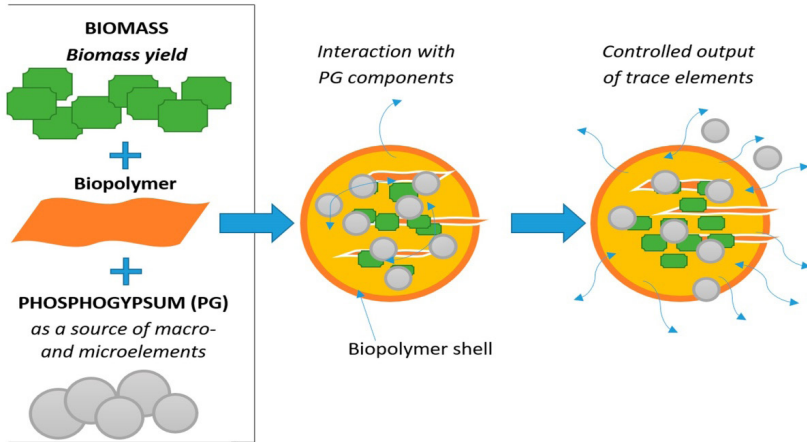 BIOMASS
Biomass yield
Biopolymer
PHOSPHOGYPSUM (PG)
as a source of macro-
and microelements
Interaction with
PG components
Biopolymer shell
Controlled output
of trace elements